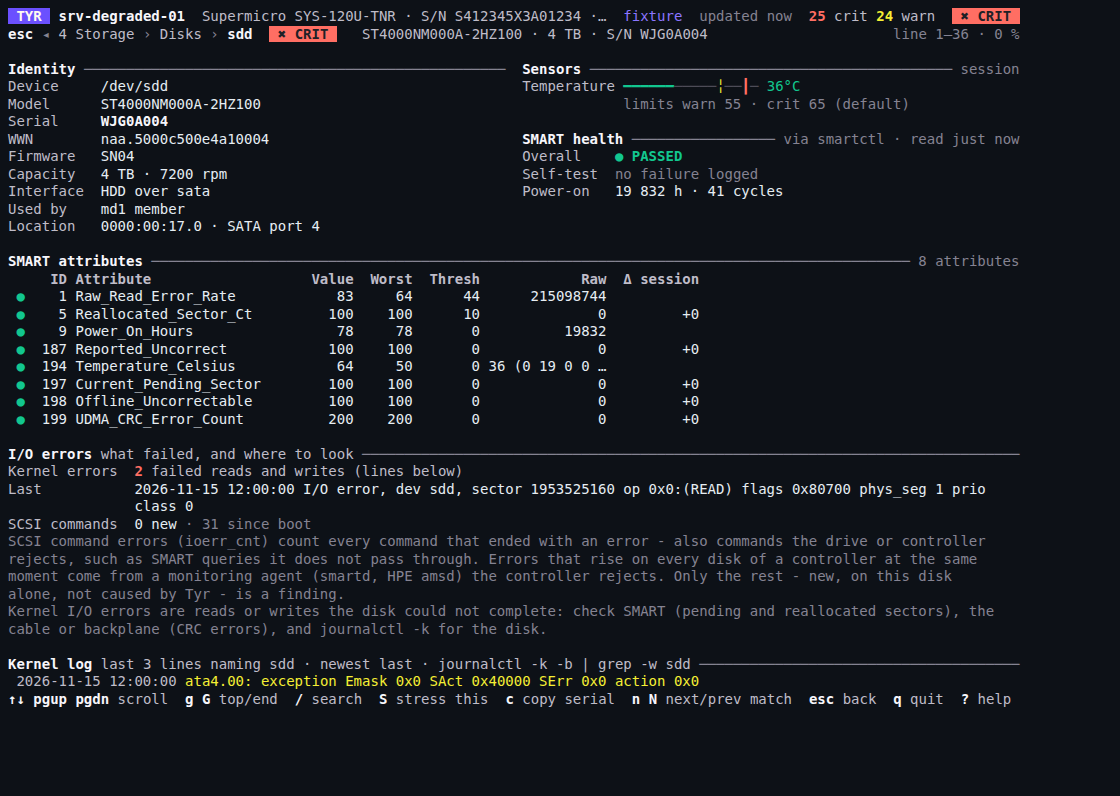 TYR srv-degraded-01 Supermicro SYS-120U-TNR · S/N S412345X3A01234 ·… fixture updated now 25 crit 24 warn ✖ CRIT
esc ◂ 4 Storage › Disks › sdd ✖ CRIT ST4000NM000A-2HZ100 · 4 TB · S/N WJG0A004 line 1–36 · 0 %
Identity
Device /dev/sdd
Model ST4000NM000A-2HZ100
Serial WJG0A004
WWN naa.5000c500e4a10004
Firmware SN04
Capacity 4 TB · 7200 rpm
Interface HDD over sata
Used by md1 member
Location 0000:00:17.0 · SATA port 4
Sensors session
Temperature 36°C
limits warn 55 · crit 65 (default)
SMART health via smartctl · read just now
Overall ● PASSED
Self-test no failure logged
Power-on 19 832 h · 41 cycles
SMART attributes 8 attributes
ID Attribute Value Worst Thresh Raw Δ session
● 1 Raw_Read_Error_Rate 83 64 44 215098744
● 5 Reallocated_Sector_Ct 100 100 10 0 +0
● 9 Power_On_Hours 78 78 0 19832
● 187 Reported_Uncorrect 100 100 0 0 +0
● 194 Temperature_Celsius 64 50 0 36 (0 19 0 0 …
● 197 Current_Pending_Sector 100 100 0 0 +0
● 198 Offline_Uncorrectable 100 100 0 0 +0
● 199 UDMA_CRC_Error_Count 200 200 0 0 +0
I/O errors what failed, and where to look
Kernel errors 2 failed reads and writes (lines below)
Last 2026-11-15 12:00:00 I/O error, dev sdd, sector 1953525160 op 0x0:(READ) flags 0x80700 phys_seg 1 prio
class 0
SCSI commands 0 new · 31 since boot
SCSI command errors (ioerr_cnt) count every command that ended with an error - also commands the drive or controller
rejects, such as SMART queries it does not pass through. Errors that rise on every disk of a controller at the same
moment come from a monitoring agent (smartd, HPE amsd) the controller rejects. Only the rest - new, on this disk
alone, not caused by Tyr - is a finding.
Kernel I/O errors are reads or writes the disk could not complete: check SMART (pending and reallocated sectors), the
cable or backplane (CRC errors), and journalctl -k for the disk.
Kernel log last 3 lines naming sdd · newest last · journalctl -k -b | grep -w sdd
2026-11-15 12:00:00 ata4.00: exception Emask 0x0 SAct 0x40000 SErr 0x0 action 0x0
↑↓ pgup pgdn scroll g G top/end / search S stress this c copy serial n N next/prev match esc back q quit ? help